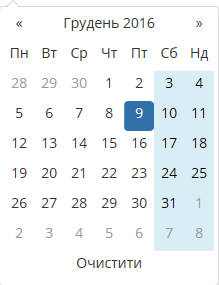 « Грудень 2016 »
Пн Вт Ср Чт Пт Сб Нд
28 29 30 1 2 3 4
5 6 7 8 9 10 11
12 13 14 15 16 17 18
19 20 21 22 23 24 25
26 27 28 29 30 31 1
2 3 4 5 6 7 8
Очистити